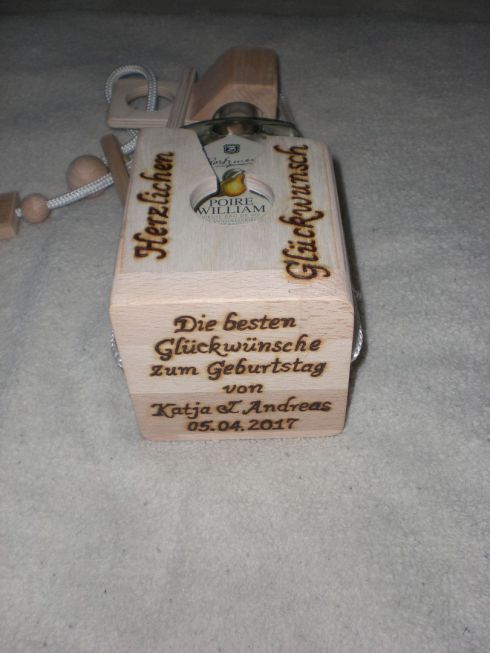 Herzlichen
Glückwunsch
POIRE
WILLIAM
Die besten
Glückwünsche
zum Geburtstag
von
Katja & Andreas
05.04.2017